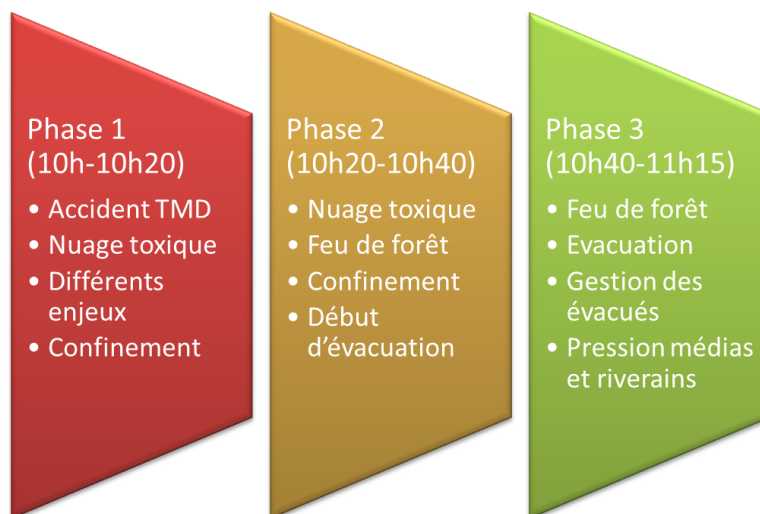 Phase 1
(10h-10h20)
• Accident TMD
• Nuage toxique
• Différents
enjeux
• Confinement
Phase 2
(10h20-10h40)
• Nuage toxique
• Feu de forêt
• Confinement
• Début
d’évacuation
Phase 3
(10h40-11h15)
• Feu de forêt
• Evacuation
• Gestion des
évacués
• Pression médias
et riverains